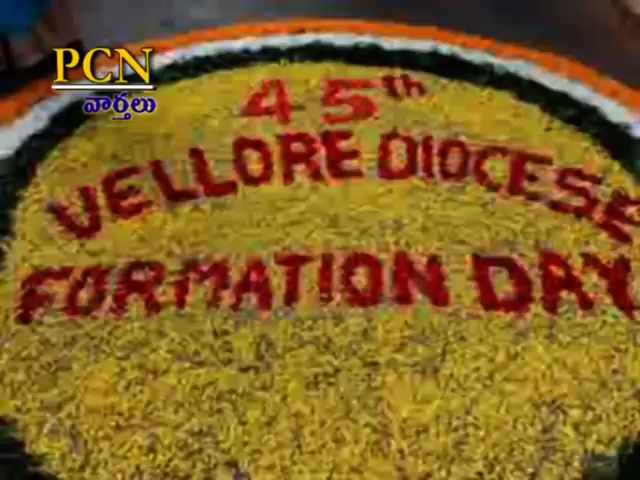 PCN
వార్తలు
45th
VELLORE DIOCESE
FORMATION DAY